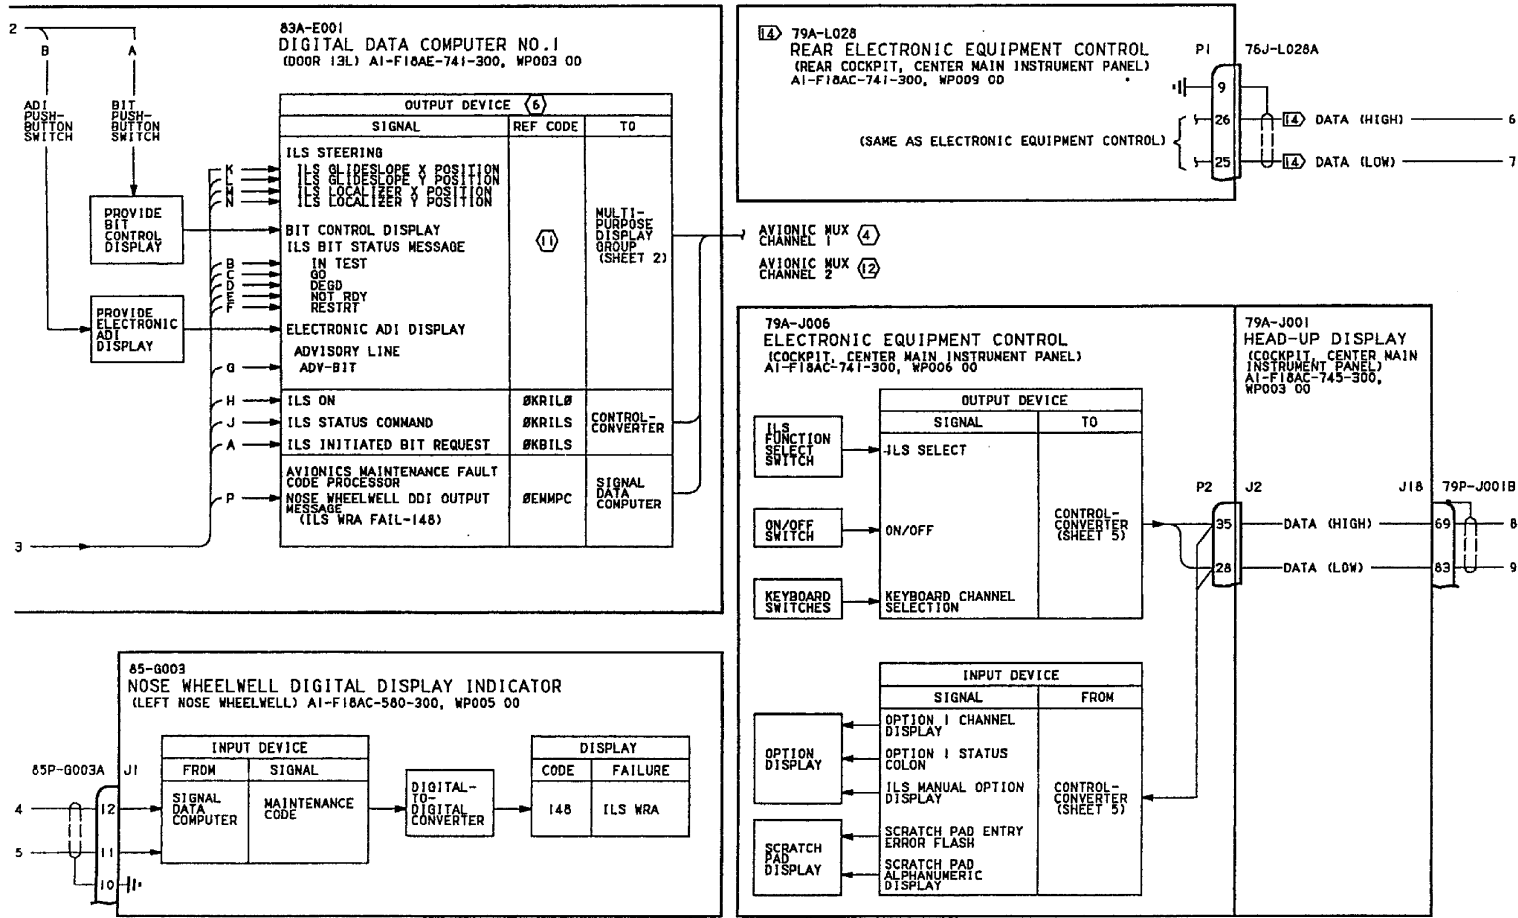 2
B
A
ADI
PUSH-
BUTTON
SWITCH
BIT
PUSH-
BUTTON
SWITCH
83A-E001
DIGITAL DATA COMPUTER NO.1
(DOOR 13L) A1-F18AE-741-300, WP003 00
OUTPUT DEVICE 6
SIGNAL REF CODE TO
ILS STEERING
K ILS GLIDESLOPE X POSITION
L ILS GLIDESLOPE Y POSITION
M ILS LOCALIZER X POSITION
N ILS LOCALIZER Y POSITION
PROVIDE
BIT
CONTROL
DISPLAY
BIT CONTROL DISPLAY
ILS BIT STATUS MESSAGE
B IN TEST
C GO
D DEGD
E NOT RDY
F RESTRT
11
MULTI-
PURPOSE
DISPLAY
GROUP
(SHEET 2)
PROVIDE
ELECTRONIC
ADI
DISPLAY
ELECTRONIC ADI DISPLAY
ADVISORY LINE
G ADV-BIT
H ILS ON ØKRILØ
J ILS STATUS COMMAND ØKRILS
A ILS INITIATED BIT REQUEST ØKBILS
CONTROL-
CONVERTER
AVIONICS MAINTENANCE FAULT
CODE PROCESSOR
P NOSE WHEELWELL DDI OUTPUT ØEMMPC
MESSAGE
(ILS WRA FAIL-148)
SIGNAL
DATA
COMPUTER
3
14 79A-L028
REAR ELECTRONIC EQUIPMENT CONTROL
(REAR COCKPIT, CENTER MAIN INSTRUMENT PANEL)
A1-F18AC-741-300, WP009 00
P1 76J-L028A
9
(SAME AS ELECTRONIC EQUIPMENT CONTROL)
26 14 DATA (HIGH) 6
25 14 DATA (LOW) 7
AVIONIC MUX
CHANNEL 1 4
AVIONIC MUX
CHANNEL 2 12
79A-J006
ELECTRONIC EQUIPMENT CONTROL
(COCKPIT, CENTER MAIN INSTRUMENT PANEL)
A1-F18AC-741-300, WP006 00
79A-J001
HEAD-UP DISPLAY
(COCKPIT, CENTER MAIN
INSTRUMENT PANEL)
A1-F18AC-745-300,
WP003 00
OUTPUT DEVICE
SIGNAL TO
ILS
FUNCTION
SELECT
SWITCH
ILS SELECT
ON/OFF
SWITCH
ON/OFF
KEYBOARD
SWITCHES
KEYBOARD CHANNEL
SELECTION
CONTROL-
CONVERTER
(SHEET 5)
P2 J2 J18 79P-J001B
35 DATA (HIGH) 69 8
28 DATA (LOW) 83 9
INPUT DEVICE
SIGNAL FROM
OPTION
DISPLAY
OPTION 1 CHANNEL
DISPLAY
OPTION 1 STATUS
COLON
ILS MANUAL OPTION
DISPLAY
SCRATCH
PAD
DISPLAY
SCRATCH PAD ENTRY
ERROR FLASH
SCRATCH PAD
ALPHANUMERIC
DISPLAY
CONTROL-
CONVERTER
(SHEET 5)
85-G003
NOSE WHEELWELL DIGITAL DISPLAY INDICATOR
(LEFT NOSE WHEELWELL) A1-F18AC-580-300, WP005 00
85P-G003A J1
4 12
5 11
10
INPUT DEVICE
FROM SIGNAL
SIGNAL
DATA
COMPUTER
MAINTENANCE
CODE
DIGITAL-
TO-
DIGITAL
CONVERTER
DISPLAY
CODE FAILURE
148 ILS WRA